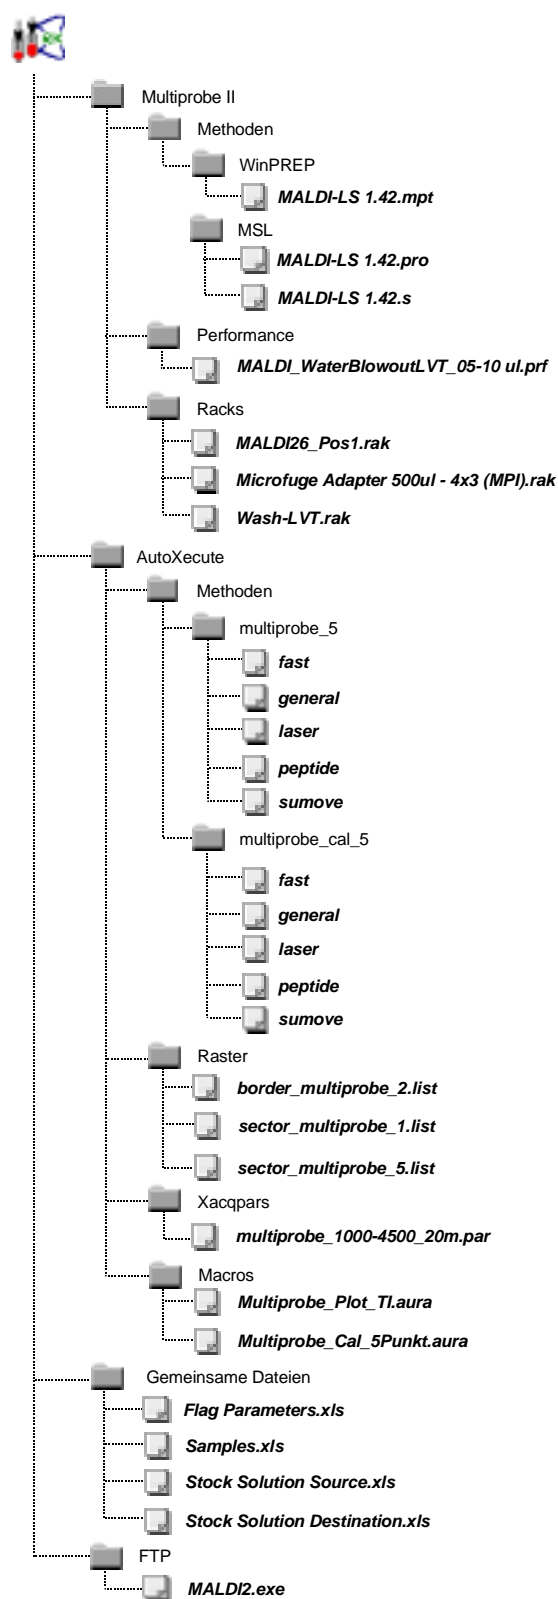 Multiprobe II
Methoden
WinPREP
MALDI-LS 1.42.mpt
MSL
MALDI-LS 1.42.pro
MALDI-LS 1.42.s
Performance
MALDI_WaterBlowoutLVT_05-10 ul.prf
Racks
MALDI26_Pos1.rak
Microfuge Adapter 500ul - 4x3 (MPI).rak
Wash-LVT.rak
AutoXecute
Methoden
multiprobe_5
fast
general
laser
peptide
sumove
multiprobe_cal_5
fast
general
laser
peptide
sumove
Raster
border_multiprobe_2.list
sector_multiprobe_1.list
sector_multiprobe_5.list
Xacqpars
multiprobe_1000-4500_20m.par
Macros
Multiprobe_Plot_TI.aura
Multiprobe_Cal_5Punkt.aura
Gemeinsame Dateien
Flag Parameters.xls
Samples.xls
Stock Solution Source.xls
Stock Solution Destination.xls
FTP
MALDI2.exe